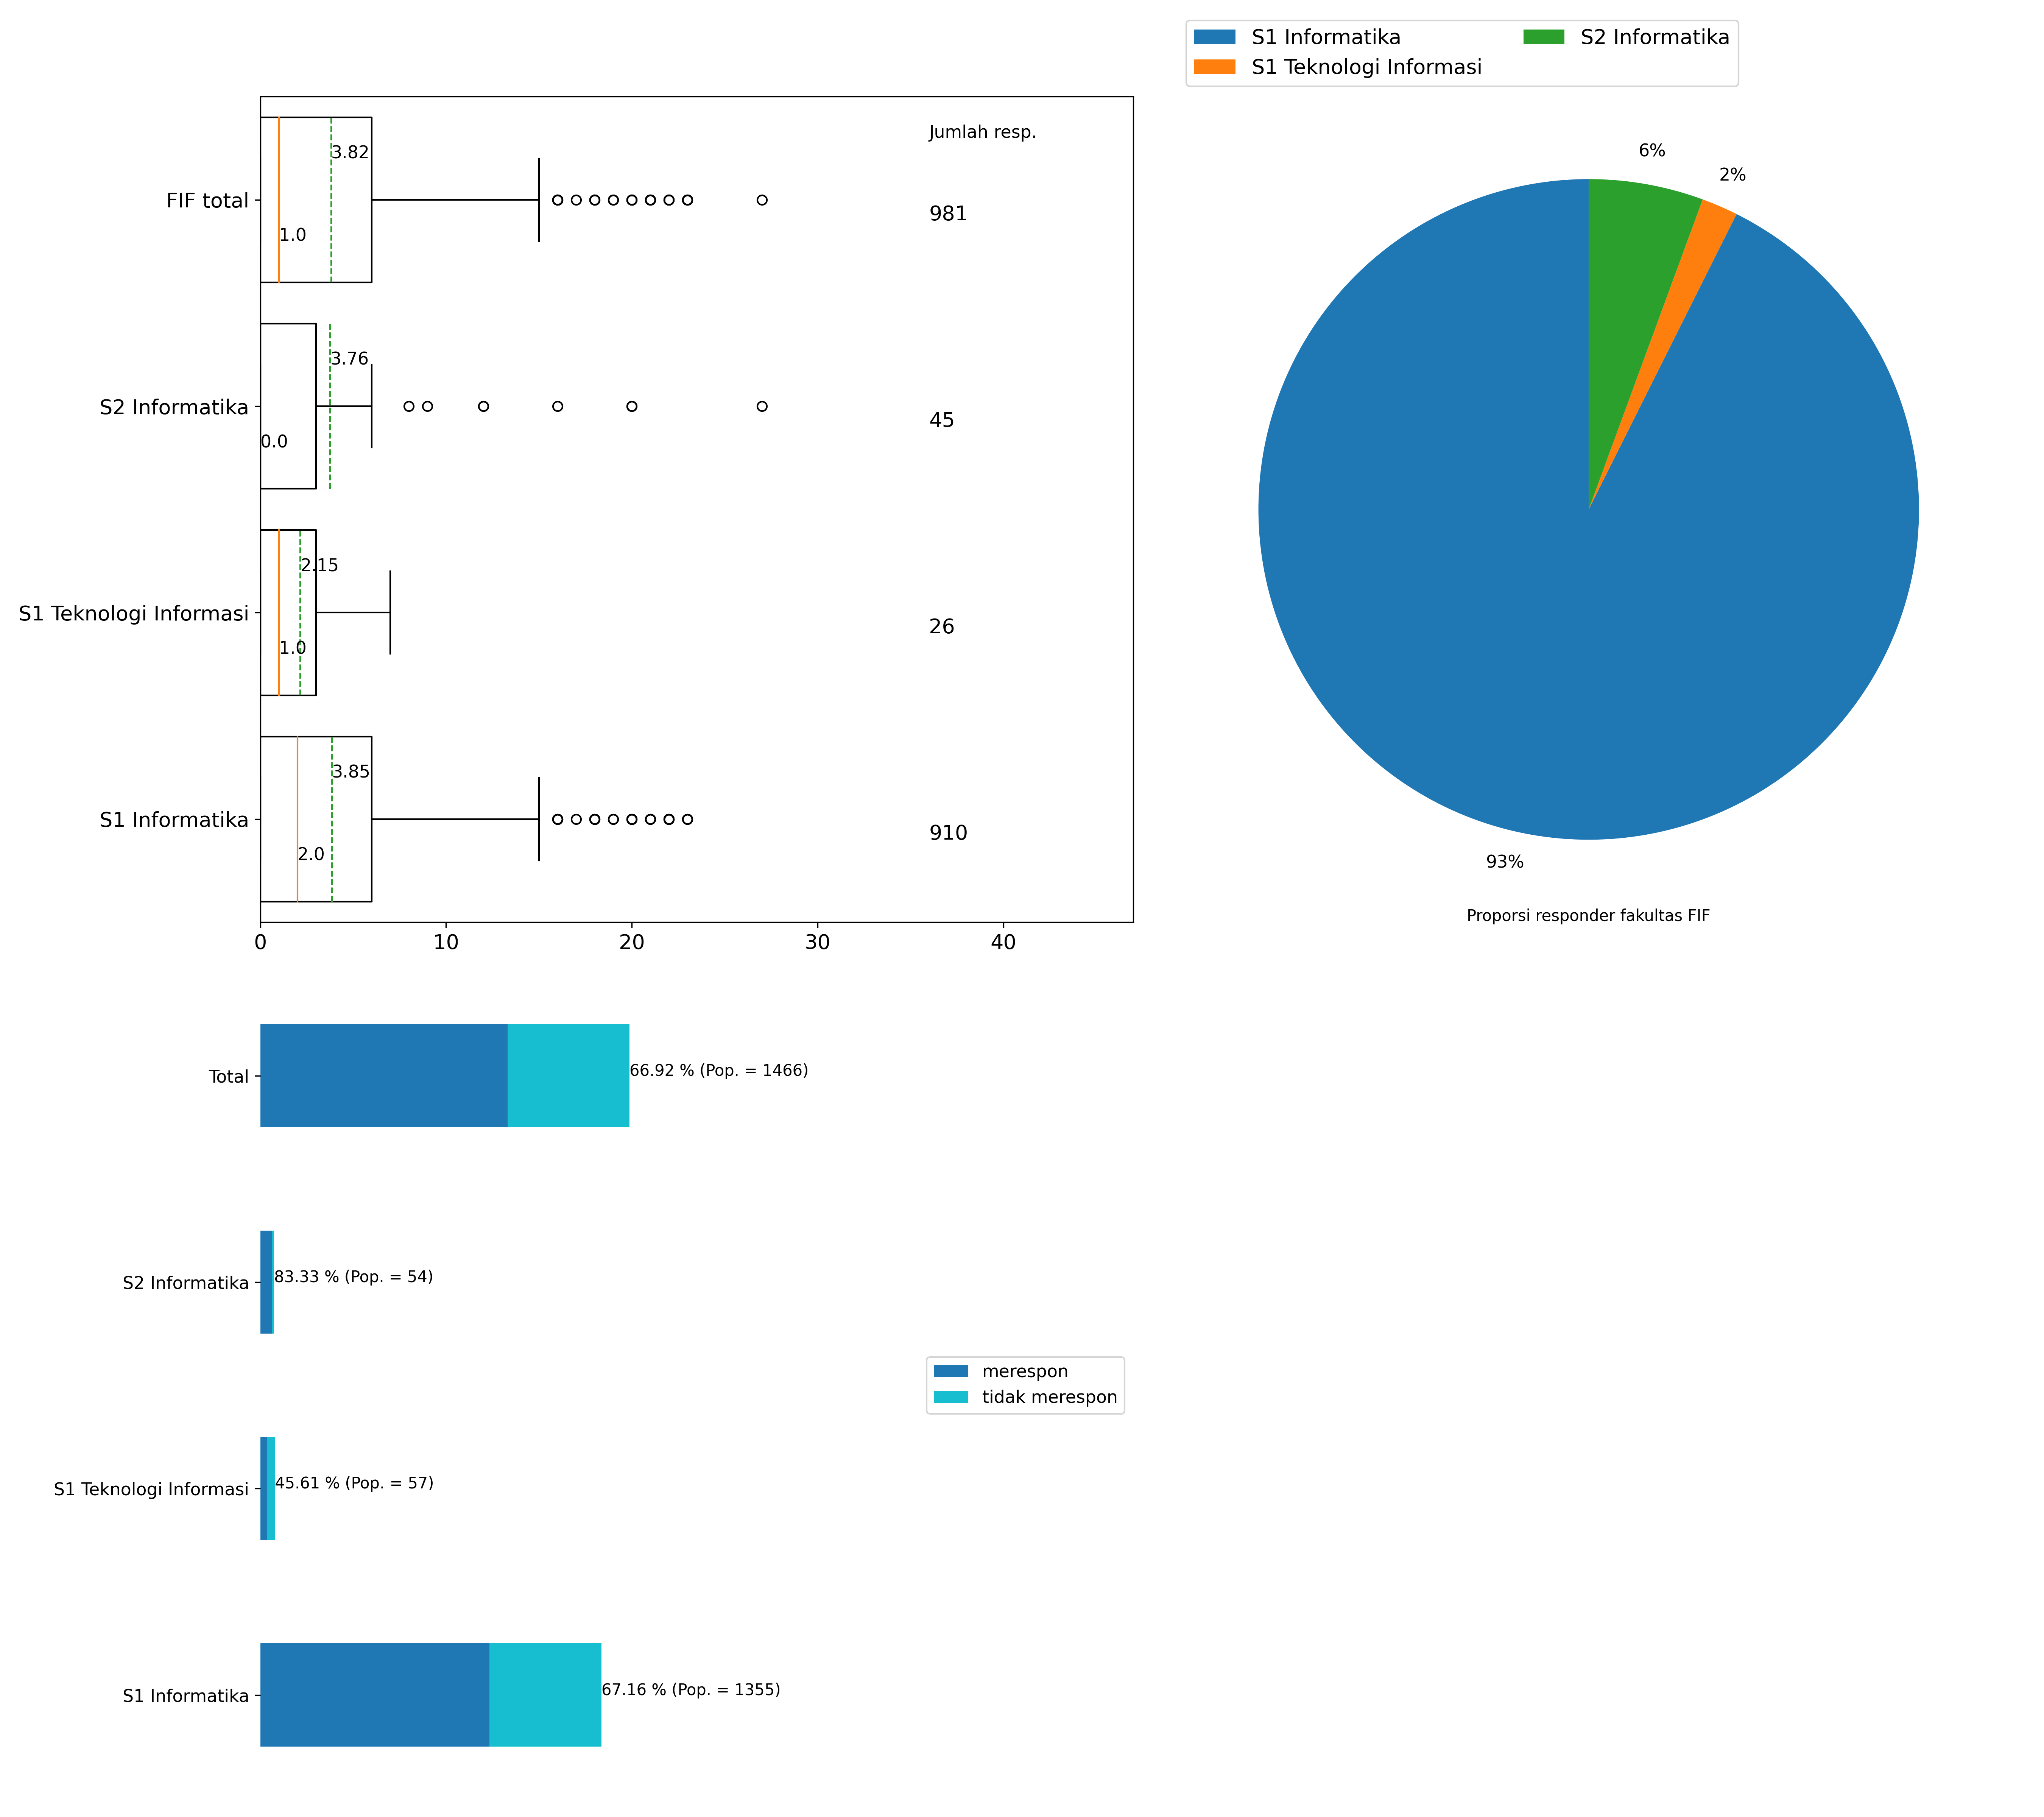 S1 Informatika
S1 Teknologi Informasi
S2 Informatika
Jumlah resp.
FIF total
3.82
1.0
981
S2 Informatika
3.76
0.0
45
S1 Teknologi Informasi
2.15
1.0
26
S1 Informatika
3.85
2.0
910
0 10 20 30 40
6%
2%
93%
Proporsi responder fakultas FIF
Total
66.92 % (Pop. = 1466)
S2 Informatika
83.33 % (Pop. = 54)
merespon
tidak merespon
S1 Teknologi Informasi
45.61 % (Pop. = 57)
S1 Informatika
67.16 % (Pop. = 1355)